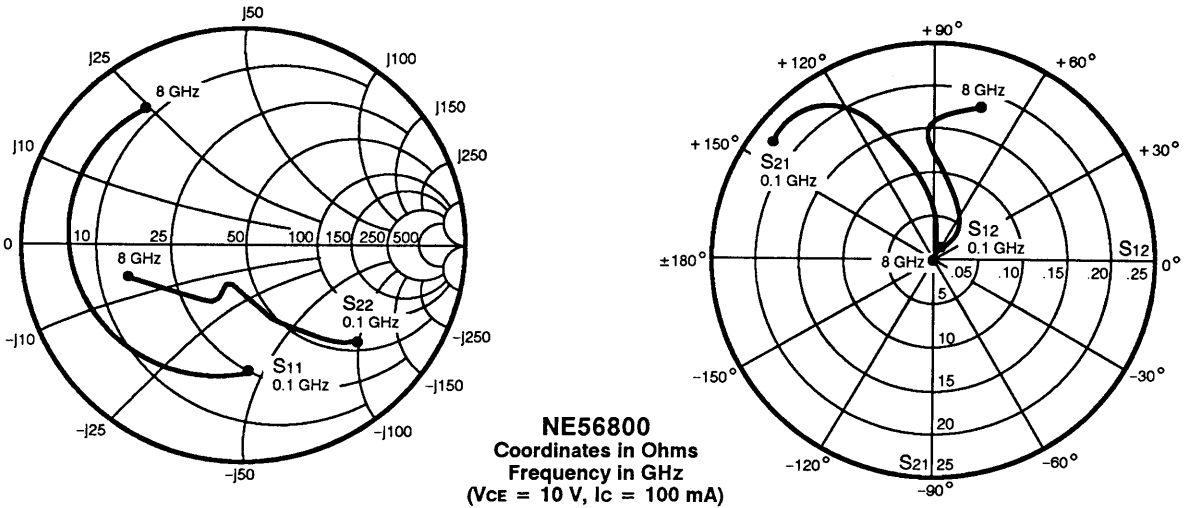 J50
J25
J100
8 GHz
J150
J10
J250
0 10 25 50 100 150 250 500
8 GHz
S22
0.1 GHz
-J10
-J250
S11
0.1 GHz
-J150
-J25
-J100
-J50
+90°
+120°
+60°
8 GHz
+150°
+30°
S21
0.1 GHz
S12
0.1 GHz
S12
±180°
8 GHz
0°
.05 .10 .15 .20 .25
5
10
-150°
-30°
15
20
-120°
-60°
S21 25
-90°
NE56800
Coordinates in Ohms
Frequency in GHz
(VCE = 10 V, IC = 100 mA)